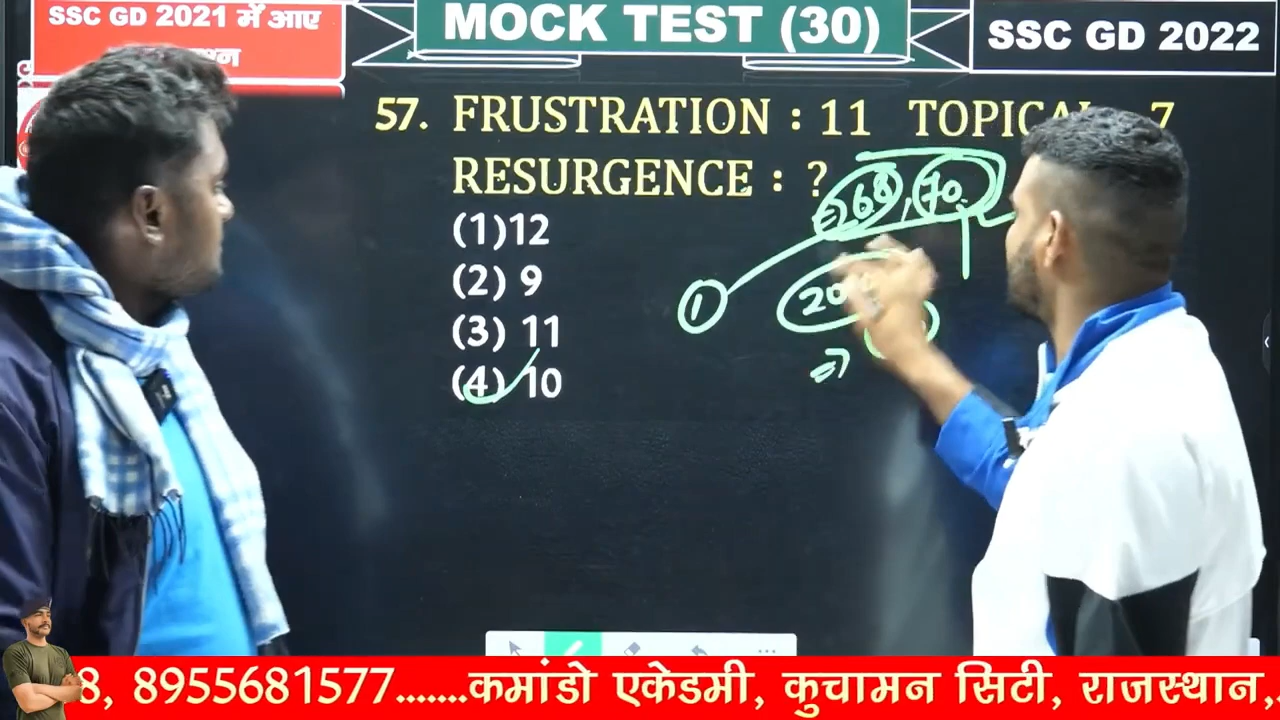 SSC GD 2021 में आए
MOCK TEST (30)
SSC GD 2022
57. FRUSTRATION : 11 TOPICAL : 7
RESURGENCE : ?
(1)12
(2) 9
(3) 11
(4) 10
1
8, 8955681577.......कमांडो एकेडमी, कुचामन सिटी, राजस्थान,